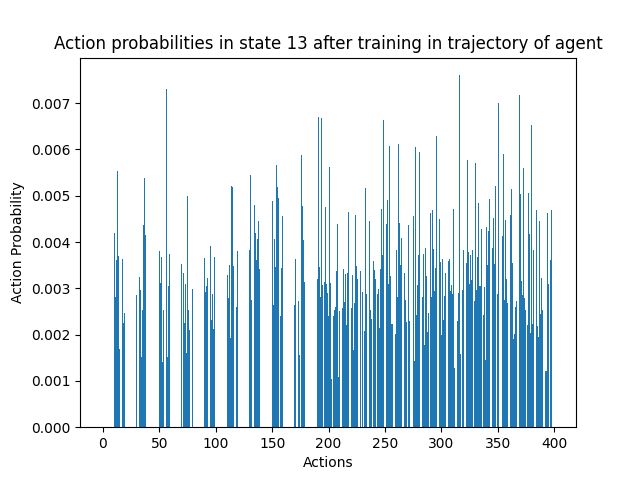 Action probabilities in state 13 after training in trajectory of agent
0.007
0.006
0.005
0.004
0.003
0.002
0.001
0.000
Action Probability
0 50 100 150 200 250 300 350 400
Actions